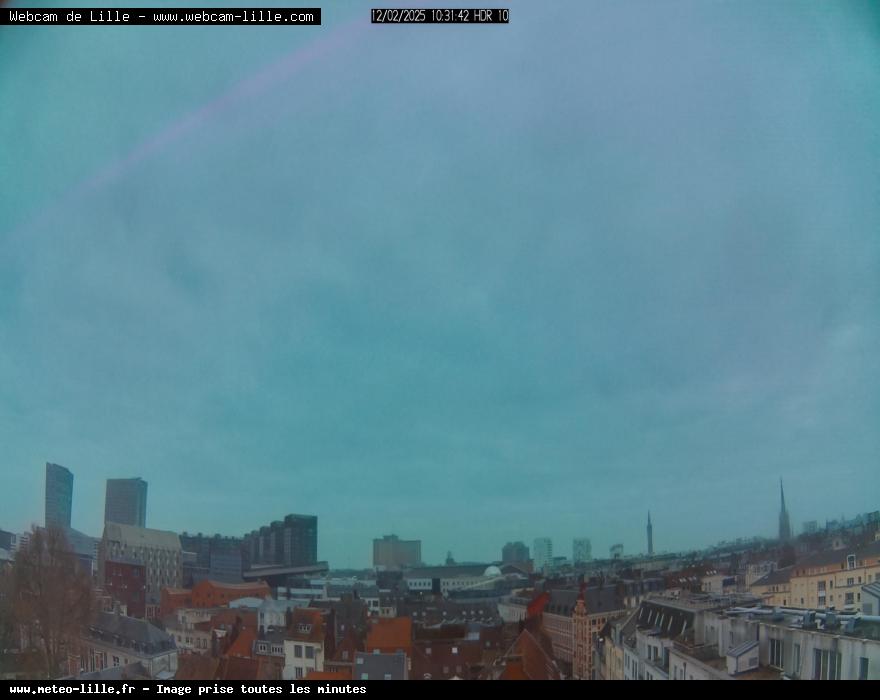 Webcam de Lille - www.webcam-lille.com
12/02/2025 10:31:42 HDR 10
www.meteo-lille.fr - Image prise toutes les minutes